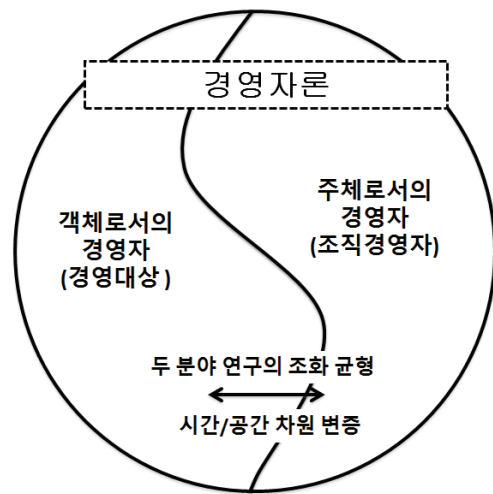 경영자론
객체로서의
경영자
(경영대상)
주체로서의
경영자
(조직경영자)
두 분야 연구의 조화 균형
시간/공간 차원 변증